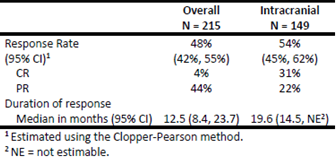 Overall Intracranial
N = 215 N = 149
Response Rate 48% 54%
(95% CI)¹ (42%, 55%) (45%, 62%)
CR 4% 31%
PR 44% 22%
Duration of response
Median in months (95% CI) 12.5 (8.4, 23.7) 19.6 (14.5, NE²)
¹ Estimated using the Clopper-Pearson method.
² NE = not estimable.